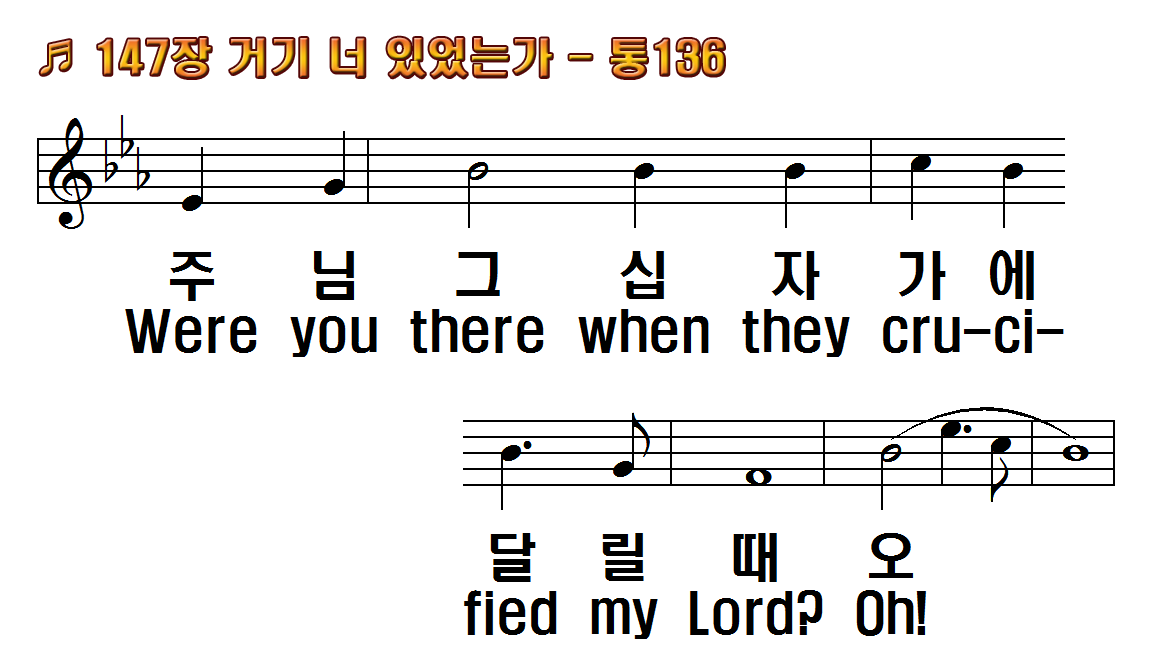 ♬ 147장 거기 너 있었는가 - 통136
주 님 그 십 자 가 에
Were you there when they cru-ci-
달 릴 때 오
fied my Lord? Oh!